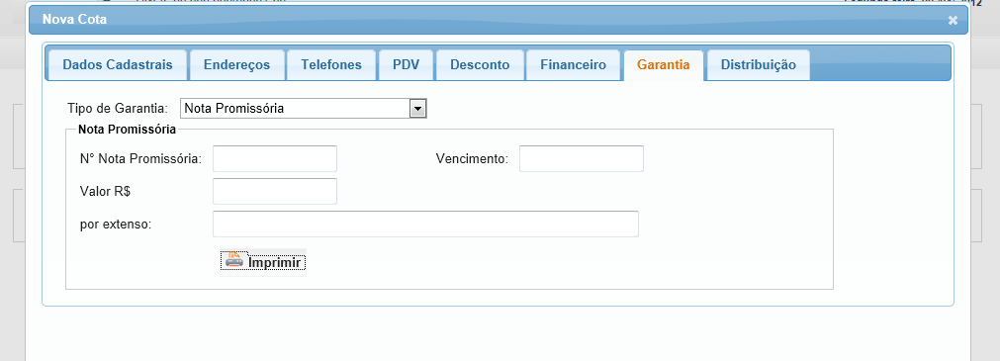 Nova Cota
Dados Cadastrais Endereços Telefones PDV Desconto Financeiro Garantia Distribuição
Tipo de Garantia: Nota Promissória
Nota Promissória
N° Nota Promissória: Vencimento:
Valor R$
por extenso:
Imprimir